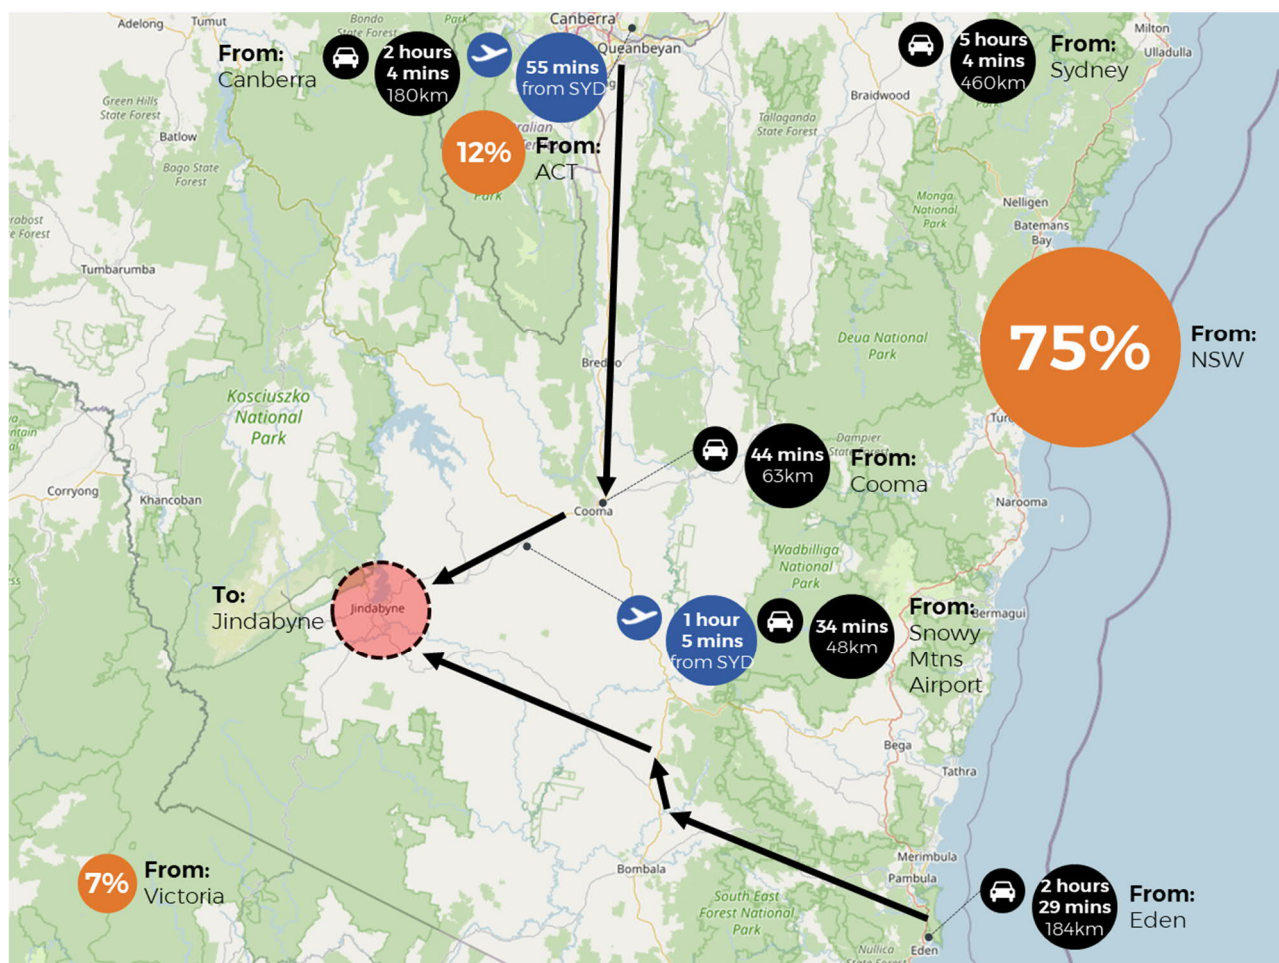 Adelong
Tumut
Bondo
State Forest
Park
Canberra
Queanbeyan
Milton
Ulladulla
From:
Canberra
2 hours
4 mins
180km
55 mins
from SYD
5 hours
4 mins
460km
From:
Sydney
Green Hills
State Forest
Batlow
Bago State
Forest
Braidwood
Tallaganda
State Forest
12%
From:
ACT
Park
Monga
National
Park
Nelligen
Batemans
Bay
Tumbarumba
75%
From:
NSW
Deua National
Park
Kosciuszko
National
Park
44 mins
63km
From:
Cooma
Dampier
Corryong
Khancoban
Cooma
Narooma
Wadbilliga
National
Park
To:
Jindabyne
Jindabyne
1 hour
5 mins
from SYD
34 mins
48km
From:
Snowy
Mtns
Airport
Bermagui
Bega
Tathra
7%
From:
Victoria
Bombala
Merimbula
Pambula
South East
Forest National
Park
2 hours
29 mins
184km
From:
Eden
Nullica
State Forest
Eden